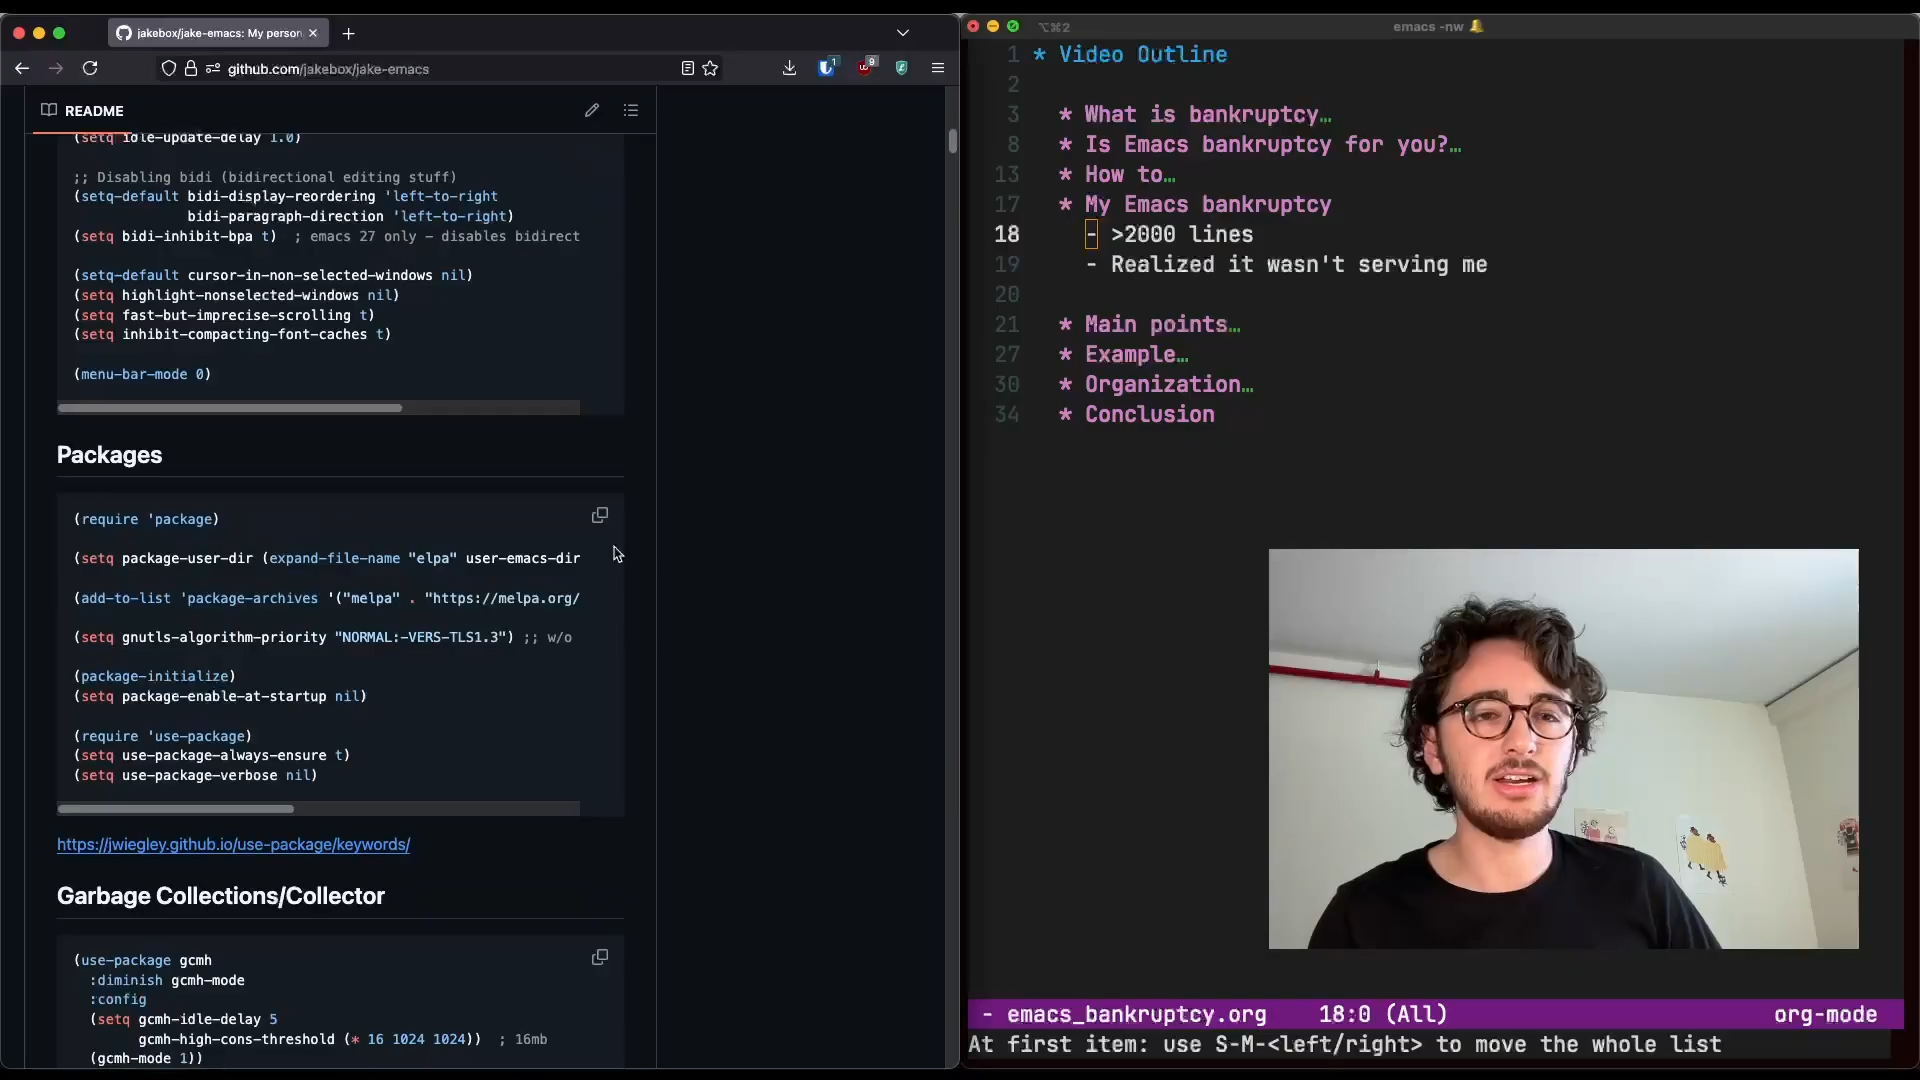 jakebox/jake-emacs: My person
github.com/jakebox/jake-emacs
1
9
README
(setq idle-update-delay 1.0)
;; Disabling bidi (bidirectional editing stuff)
(setq-default bidi-display-reordering 'left-to-right
bidi-paragraph-direction 'left-to-right)
(setq bidi-inhibit-bpa t)  ; emacs 27 only - disables bidirect
(setq-default cursor-in-non-selected-windows nil)
(setq highlight-nonselected-windows nil)
(setq fast-but-imprecise-scrolling t)
(setq inhibit-compacting-font-caches t)
(menu-bar-mode 0)
Packages
(require 'package)
(setq package-user-dir (expand-file-name "elpa" user-emacs-dir
(add-to-list 'package-archives '("melpa" . "https://melpa.org/
(setq gnutls-algorithm-priority "NORMAL:-VERS-TLS1.3") ;; w/o
(package-initialize)
(setq package-enable-at-startup nil)
(require 'use-package)
(setq use-package-always-ensure t)
(setq use-package-verbose nil)
https://jwiegley.github.io/use-package/keywords/
Garbage Collections/Collector
(use-package gcmh
:diminish gcmh-mode
:config
(setq gcmh-idle-delay 5
gcmh-high-cons-threshold (* 16 1024 1024))  ; 16mb
(gcmh-mode 1))
⌥⌘2
emacs -nw 🔔
1 * Video Outline
2
3 * What is bankruptcy…
8 * Is Emacs bankruptcy for you?…
13 * How to…
17 * My Emacs bankruptcy
18 - >2000 lines
19 - Realized it wasn't serving me
20
21 * Main points…
27 * Example…
30 * Organization…
34 * Conclusion
- emacs_bankruptcy.org 18:0 (All) org-mode
At first item: use S-M-<left/right> to move the whole list